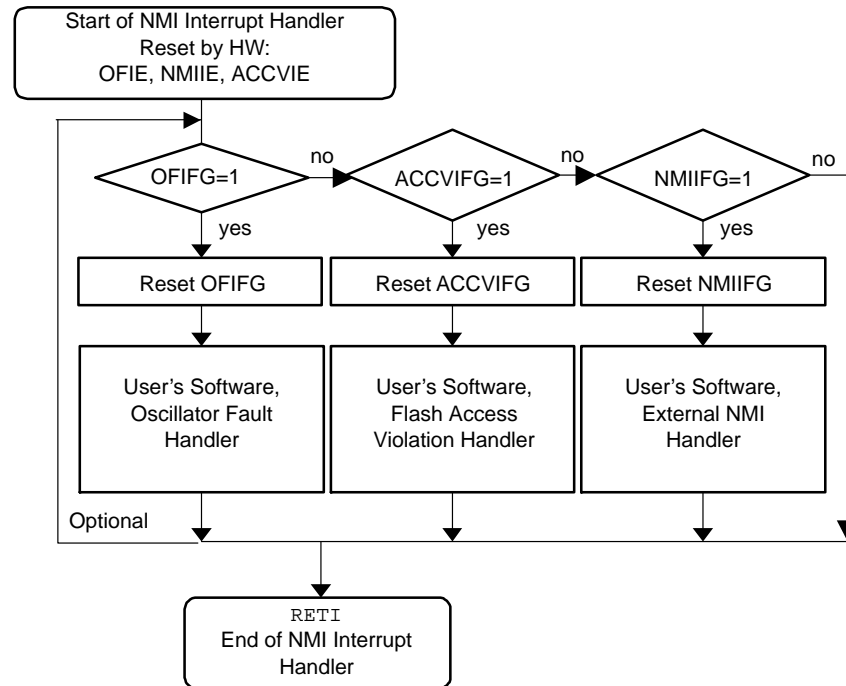 Start of NMI Interrupt Handler
Reset by HW:
OFIE, NMIIE, ACCVIE
OFIFG=1
no
ACCVIFG=1
no
NMIIFG=1
no
yes
yes
yes
Reset OFIFG
Reset ACCVIFG
Reset NMIIFG
User's Software,
Oscillator Fault
Handler
User's Software,
Flash Access
Violation Handler
User's Software,
External NMI
Handler
Optional
RETI
End of NMI Interrupt
Handler